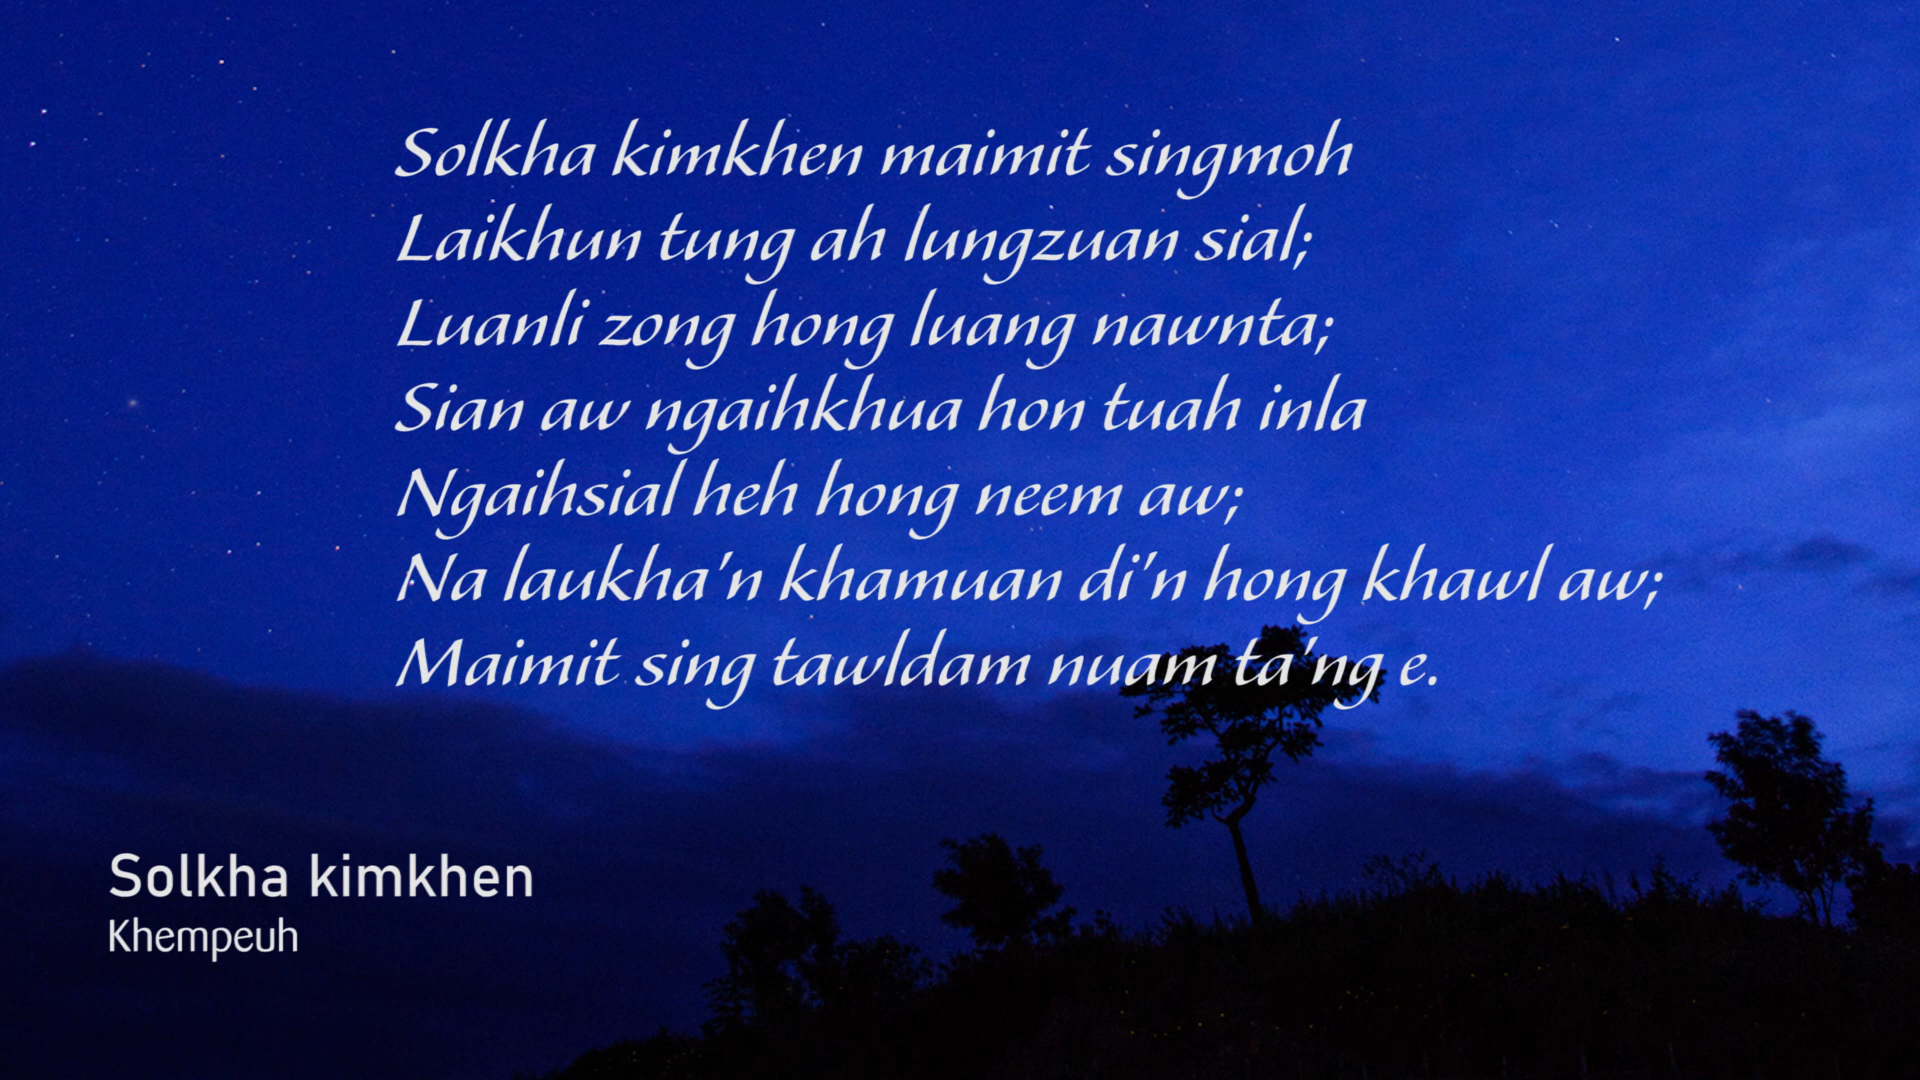 Solkha kimkhen maimit singmoh
Laikhun tung ah lungzuan sial;
Luanli zong hong luang nawnta;
Sian aw ngaihkhua hon tuah inla
Ngaihsial heh hong neem aw;
Na laukha'n khamuan di'n hong khawl aw;
Maimit sing tawldam nuam ta'ng e.
Solkha kimkhen
Khempeuh